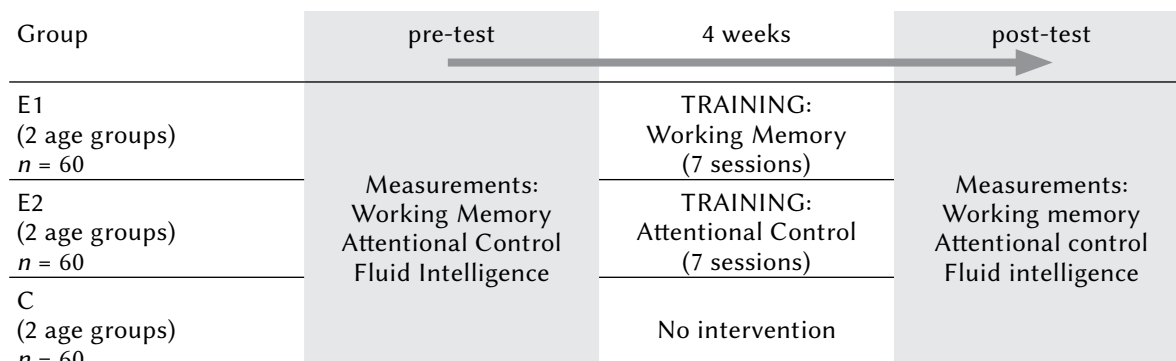 Group
pre-test
4 weeks
post-test
E1
(2 age groups)
n = 60
TRAINING:
Working Memory
(7 sessions)
Measurements:
Working Memory
Attentional Control
Fluid Intelligence
E2
(2 age groups)
n = 60
TRAINING:
Attentional Control
(7 sessions)
Measurements:
Working memory
Attentional control
Fluid intelligence
C
(2 age groups)
n = 60
No intervention